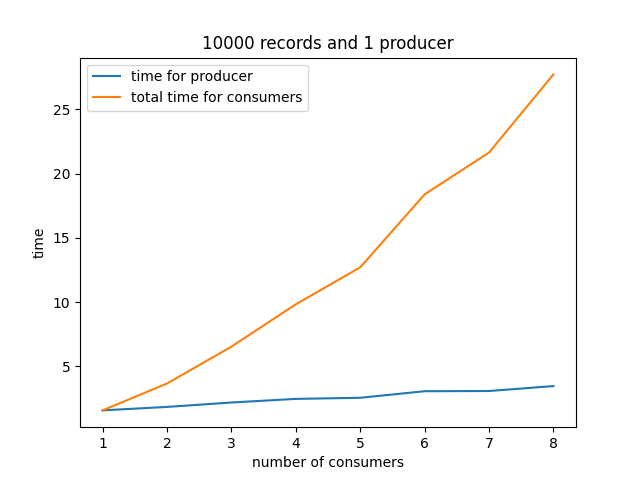 10000 records and 1 producer
time for producer
total time for consumers
25
20
15
10
5
time
1 2 3 4 5 6 7 8
number of consumers